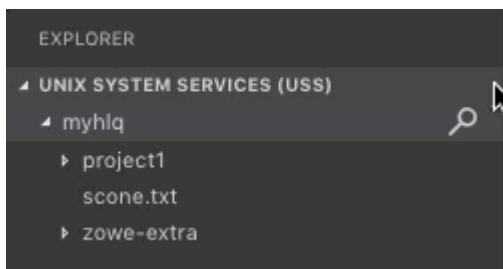 EXPLORER
UNIX SYSTEM SERVICES (USS)
myhlq
project1
scone.txt
zowe-extra